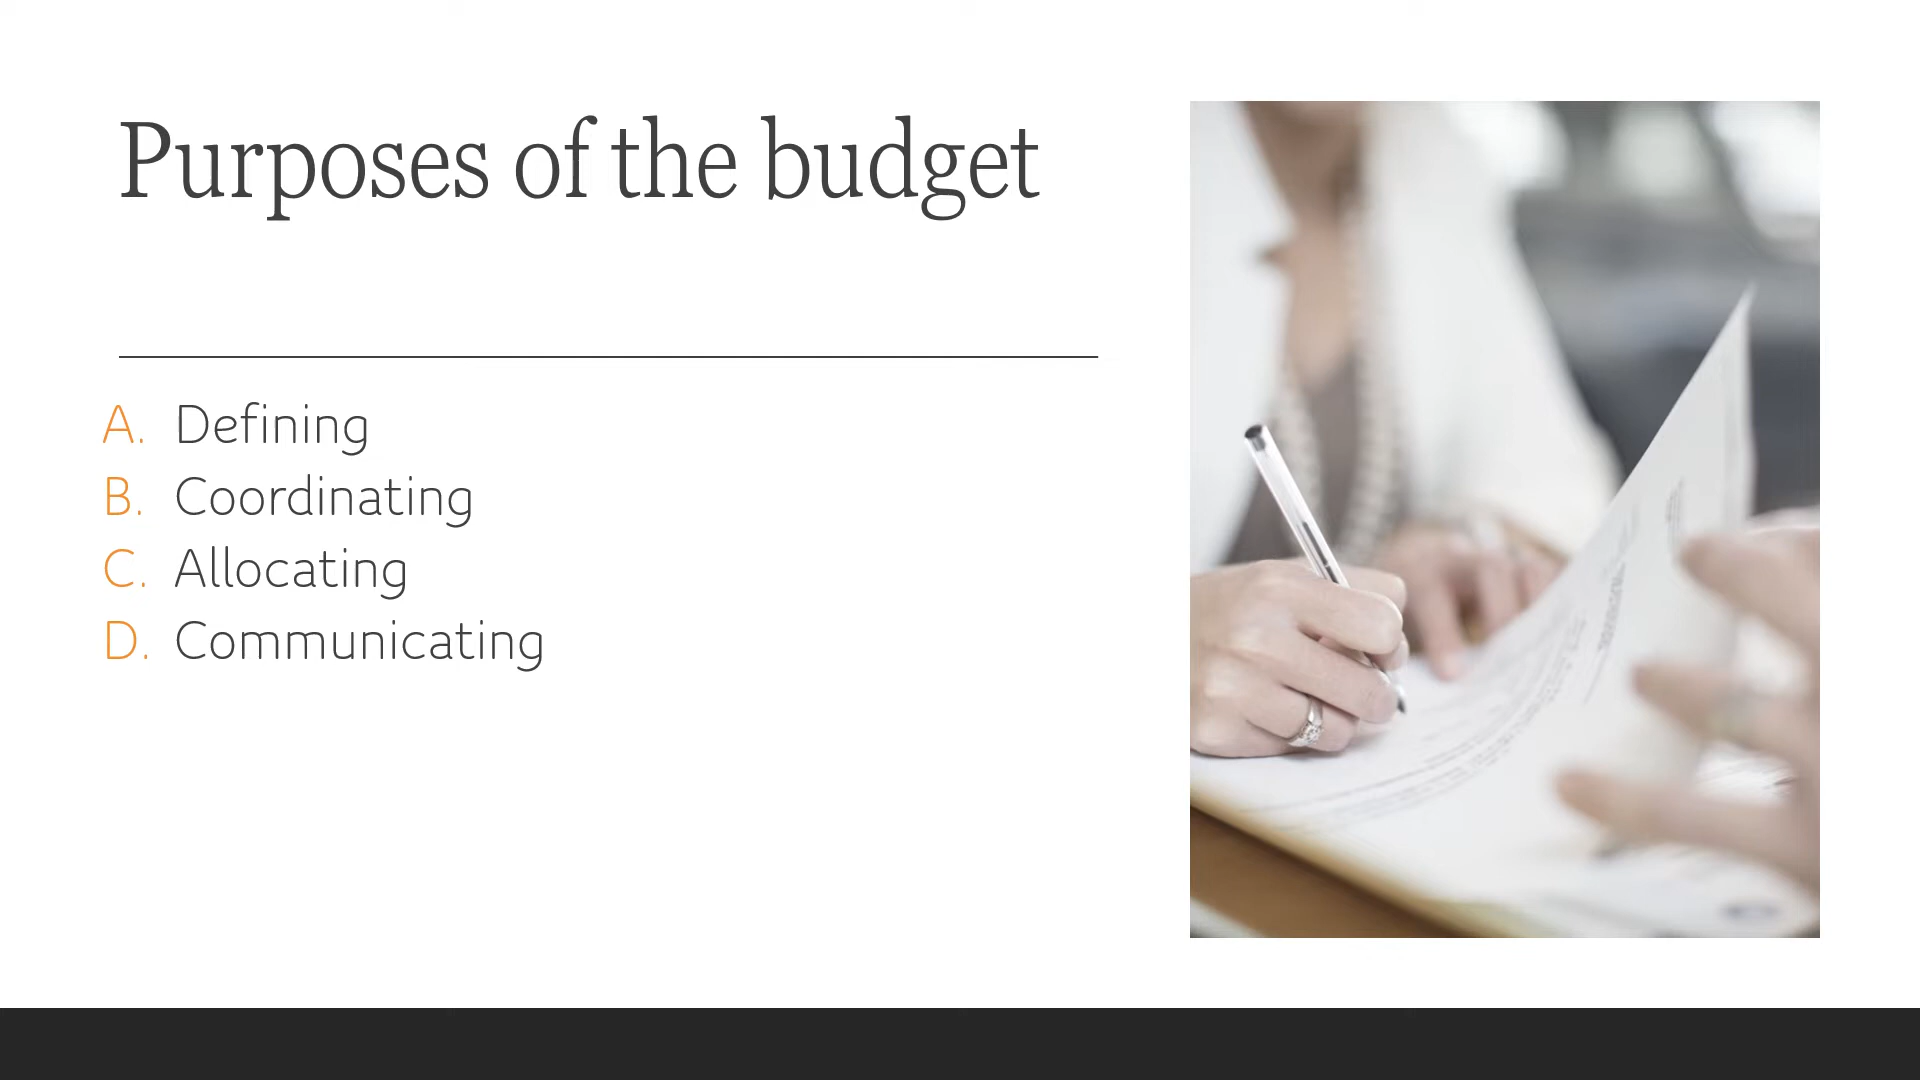 Purposes of the budget
A. Defining
B. Coordinating
C. Allocating
D. Communicating